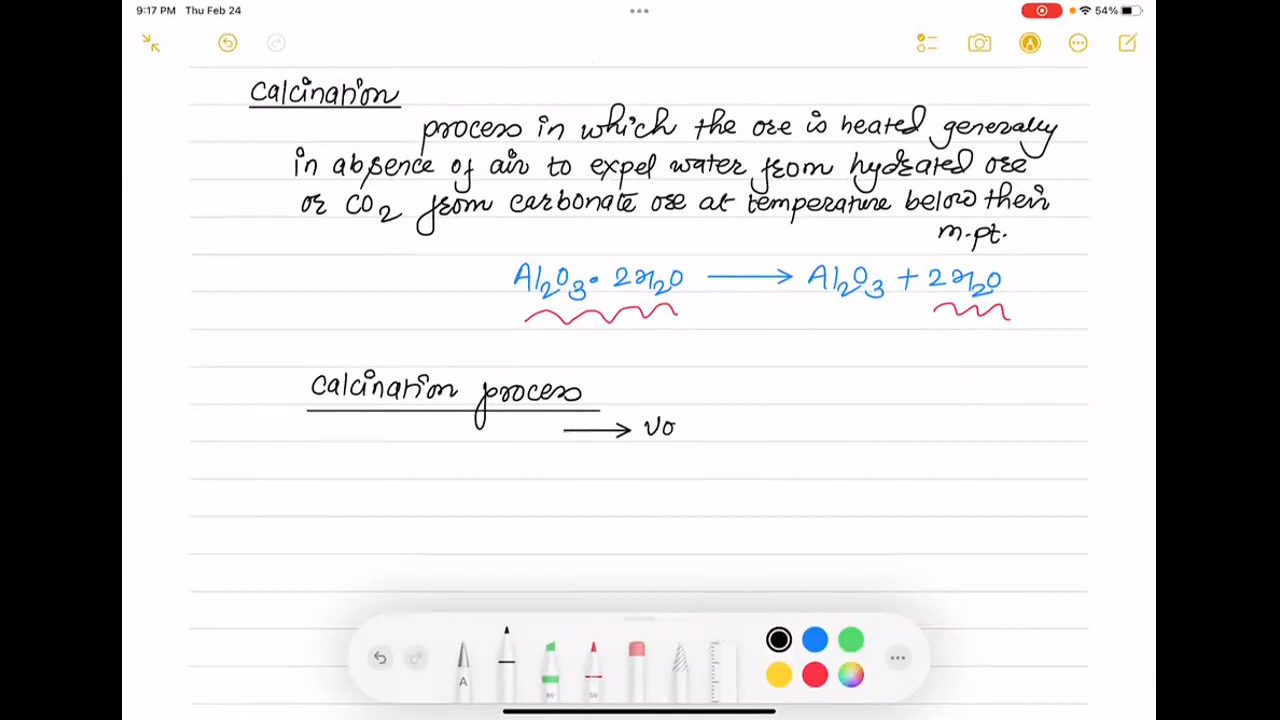 9:17 PM Thu Feb 24
54%
Calcination
process in which the ore is heated generally
in absence of air to expel water from hydrated ore
or CO2 from carbonate ore at temperature below their
m.pt.
Al2O3 · 2H2O → Al2O3 + 2H2O
Calcination process
→ vo
A
80
50